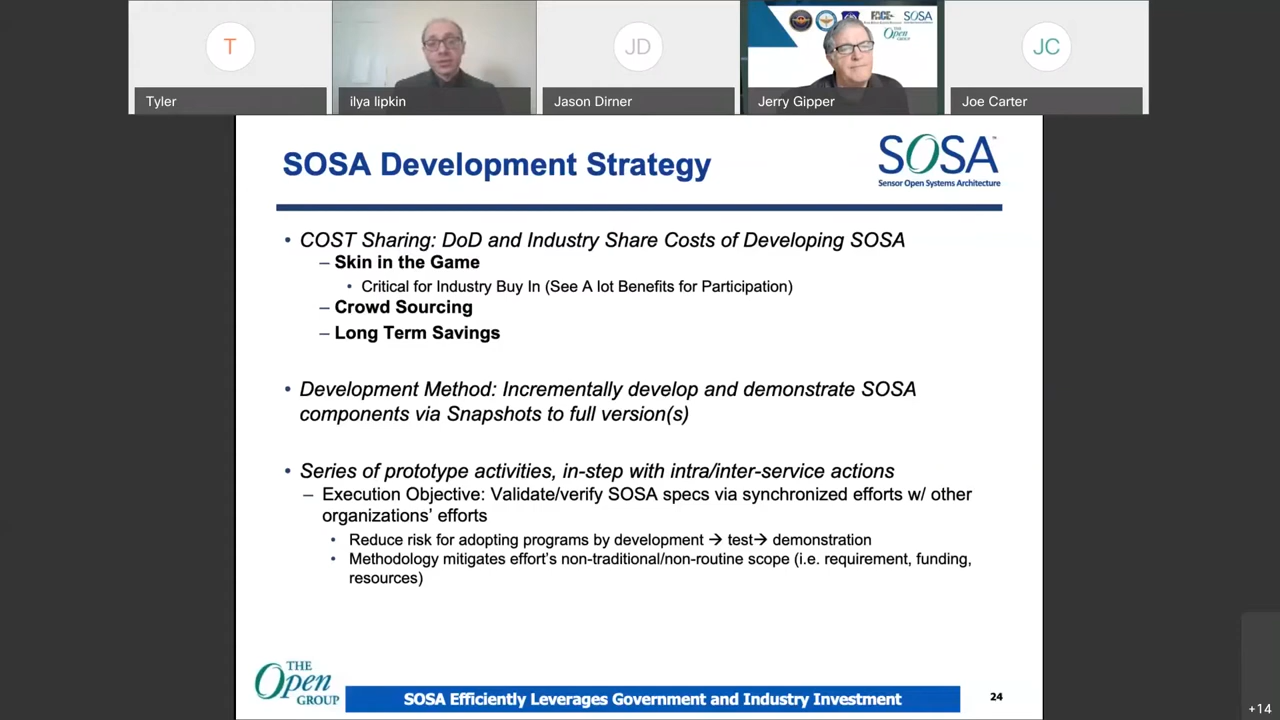 T
JD
JC
FACE
SOSA
The Open GROUP
Tyler
ilya lipkin
Jason Dirner
Jerry Gipper
Joe Carter
SOSA Development Strategy
SOSA™
Sensor Open Systems Architecture
• COST Sharing: DoD and Industry Share Costs of Developing SOSA
– Skin in the Game
• Critical for Industry Buy In (See A lot Benefits for Participation)
– Crowd Sourcing
– Long Term Savings
• Development Method: Incrementally develop and demonstrate SOSA
components via Snapshots to full version(s)
• Series of prototype activities, in-step with intra/inter-service actions
– Execution Objective: Validate/verify SOSA specs via synchronized efforts w/ other
organizations' efforts
• Reduce risk for adopting programs by development → test→ demonstration
• Methodology mitigates effort's non-traditional/non-routine scope (i.e. requirement, funding,
resources)
THE
Open
GROUP
SOSA Efficiently Leverages Government and Industry Investment
24
+14